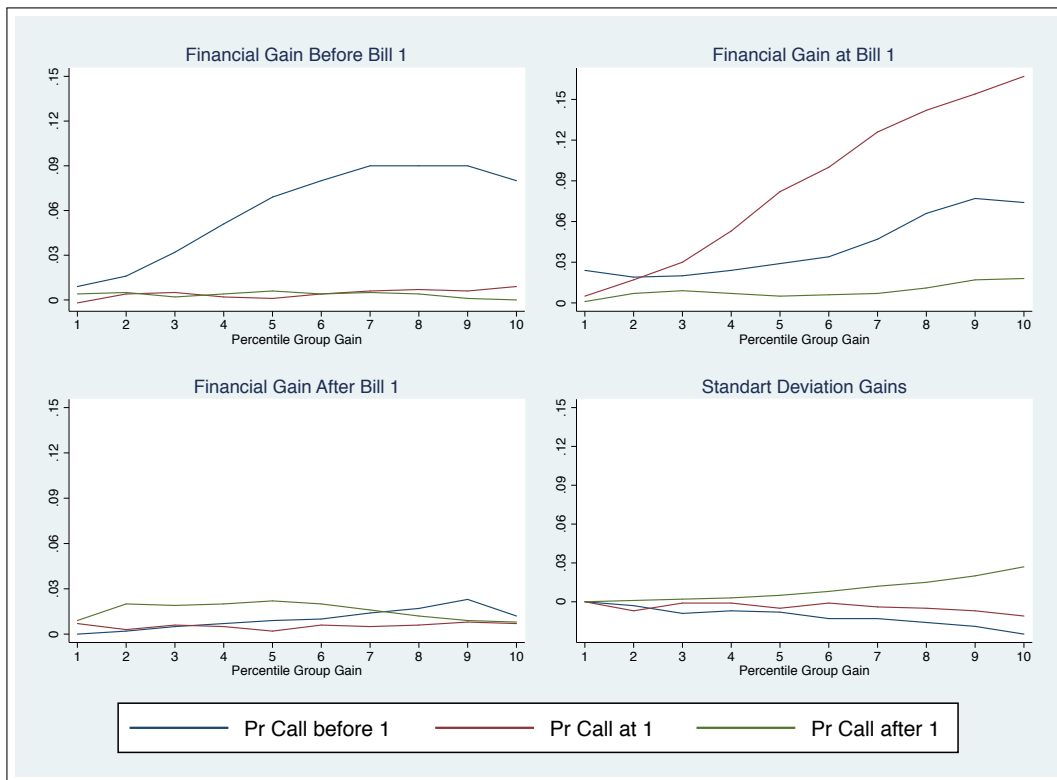 Financial Gain Before Bill 1
.15
.12
.09
.06
.03
0
1 2 3 4 5 6 7 8 9 10
Percentile Group Gain
Financial Gain at Bill 1
.15
.12
.09
.06
.03
0
1 2 3 4 5 6 7 8 9 10
Percentile Group Gain
Financial Gain After Bill 1
.15
.12
.09
.06
.03
0
1 2 3 4 5 6 7 8 9 10
Percentile Group Gain
Standart Deviation Gains
.15
.12
.09
.06
.03
0
1 2 3 4 5 6 7 8 9 10
Percentile Group Gain
Pr Call before 1 Pr Call at 1 Pr Call after 1